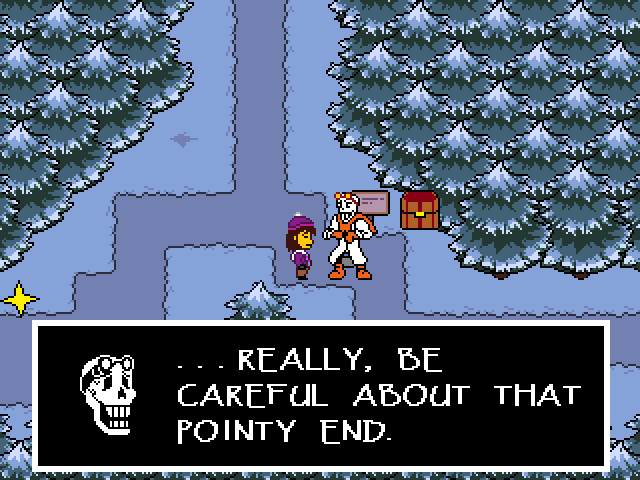 ...REALLY, BE
CAREFUL ABOUT THAT
POINTY END.